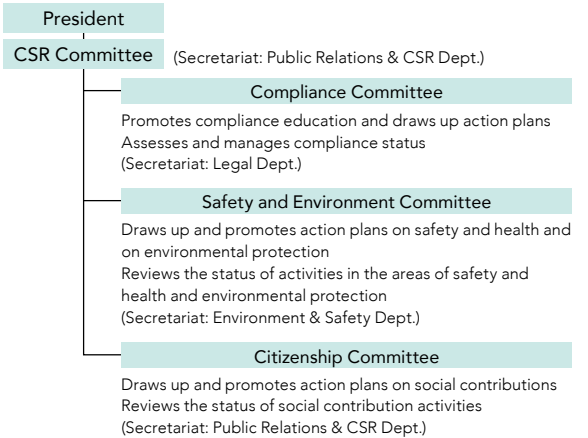 President
CSR Committee (Secretariat: Public Relations & CSR Dept.)
Compliance Committee
Promotes compliance education and draws up action plans
Assesses and manages compliance status
(Secretariat: Legal Dept.)
Safety and Environment Committee
Draws up and promotes action plans on safety and health and
on environmental protection
Reviews the status of activities in the areas of safety and
health and environmental protection
(Secretariat: Environment & Safety Dept.)
Citizenship Committee
Draws up and promotes action plans on social contributions
Reviews the status of social contribution activities
(Secretariat: Public Relations & CSR Dept.)